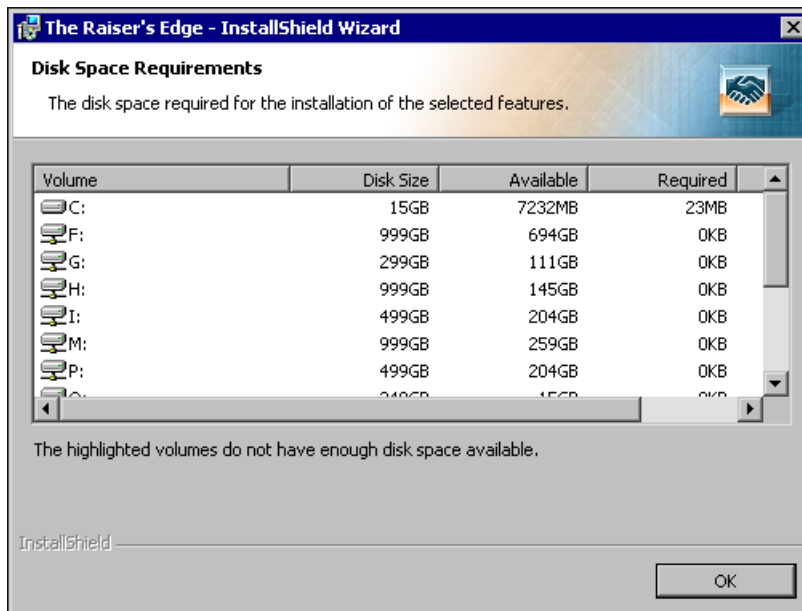 The Raiser's Edge - InstallShield Wizard
Disk Space Requirements
The disk space required for the installation of the selected features.
Volume Disk Size Available Required
C: 15GB 7232MB 23MB
F: 999GB 694GB 0KB
G: 299GB 111GB 0KB
H: 999GB 145GB 0KB
I: 499GB 204GB 0KB
M: 999GB 259GB 0KB
P: 499GB 204GB 0KB
The highlighted volumes do not have enough disk space available.
InstallShield
OK